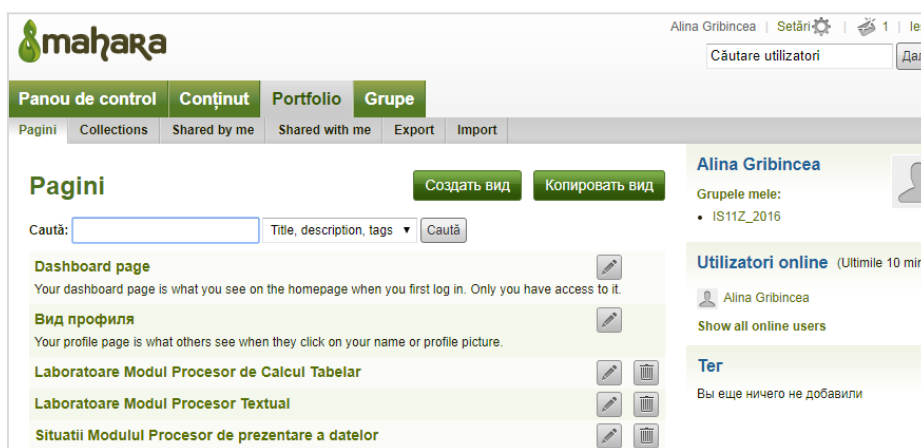 mahara
Alina Gribincea | Setări | 1 |
Căutare utilizatori
Panou de control Conținut Portfolio Grupe
Pagini Collections Shared by me Shared with me Export Import
Pagini
Создать вид Копировать вид
Caută: Title, description, tags Caută
Dashboard page
Your dashboard page is what you see on the homepage when you first log in. Only you have access to it.
Вид профиля
Your profile page is what others see when they click on your name or profile picture.
Laboratoare Modul Procesor de Calcul Tabelar
Laboratoare Modul Procesor Textual
Situatii Modulul Procesor de prezentare a datelor
Alina Gribincea
Grupele mele:
• IS11Z_2016
Utilizatori online (Ultimile 10 min
Alina Gribincea
Show all online users
Тег
Вы еще ничего не добавили